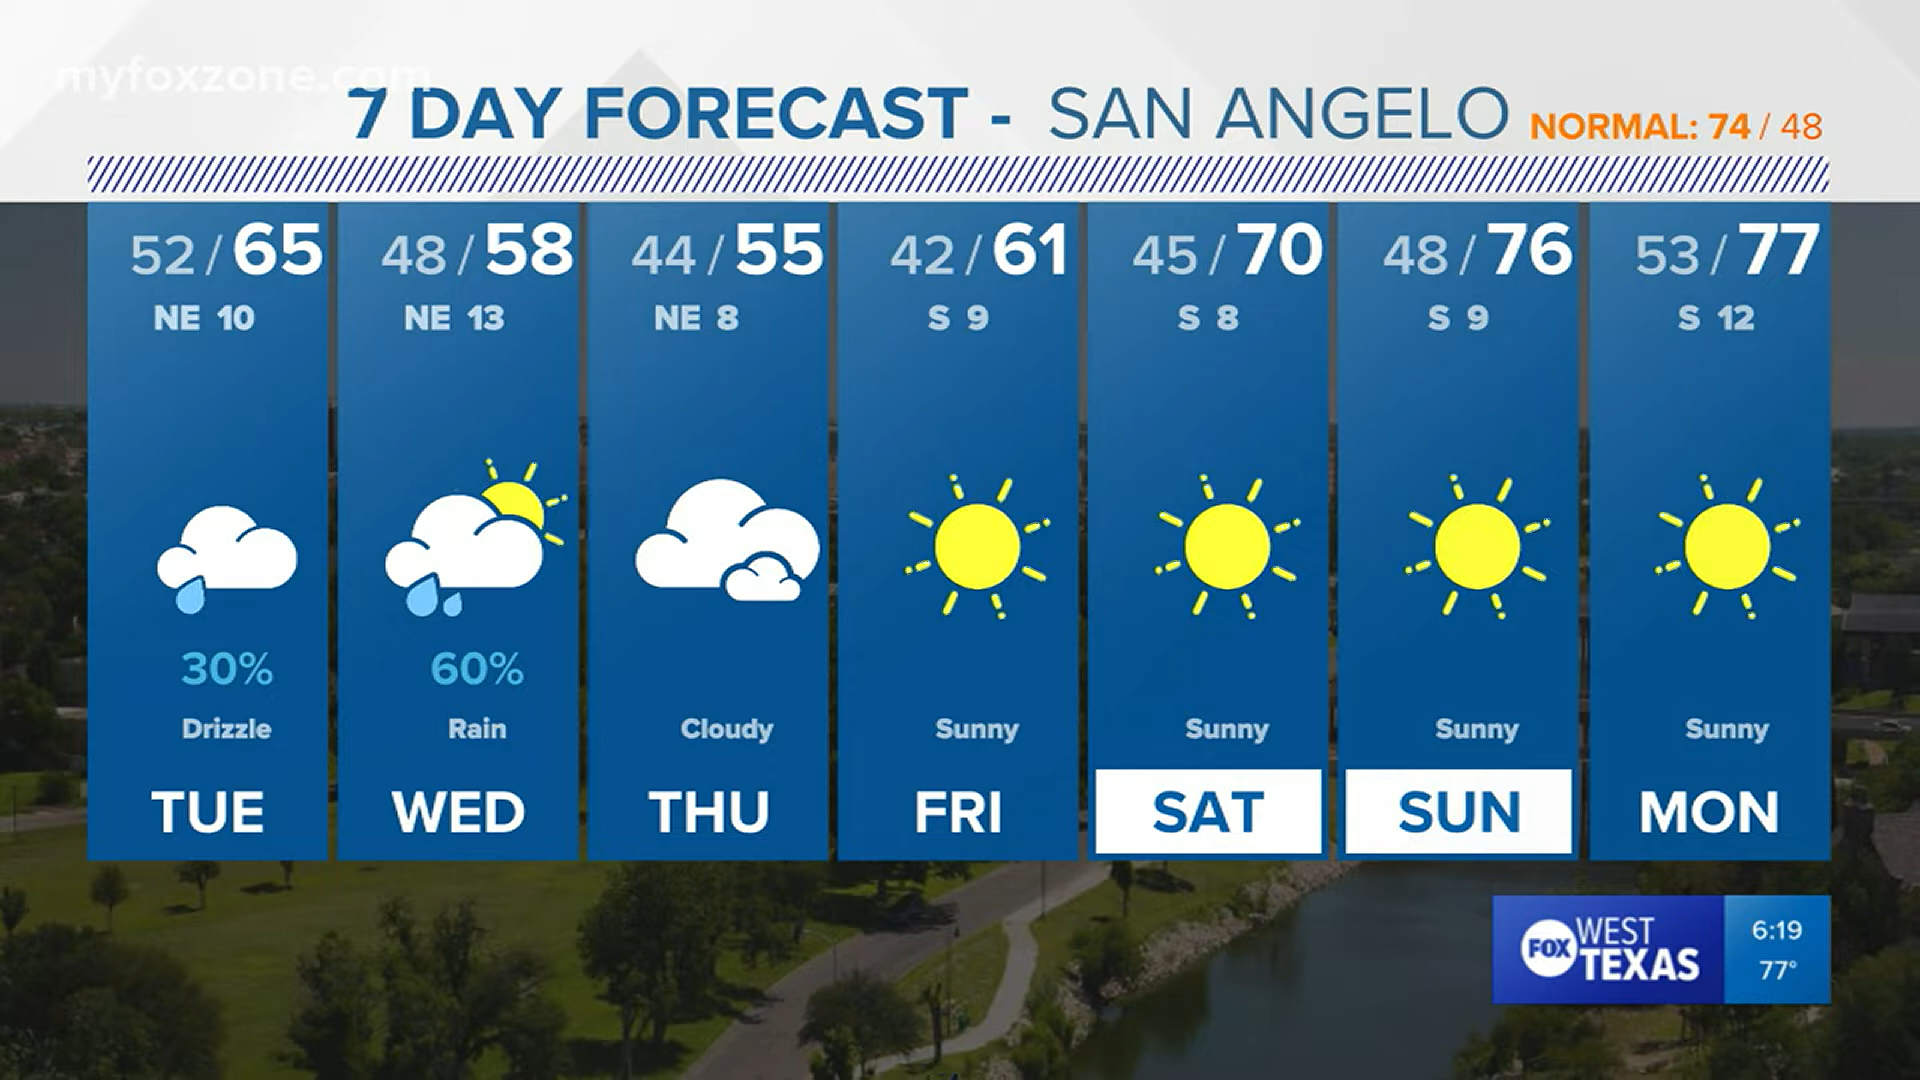 myfoxzone.com
7 DAY FORECAST - SAN ANGELO NORMAL: 74 / 48
52 / 65
NE 10
30%
Drizzle
TUE
48 / 58
NE 13
60%
Rain
WED
44 / 55
NE 8
Cloudy
THU
42 / 61
S 9
Sunny
FRI
45 / 70
S 8
Sunny
SAT
48 / 76
S 9
Sunny
SUN
53 / 77
S 12
Sunny
MON
FOX
WEST
TEXAS
6:19
77°